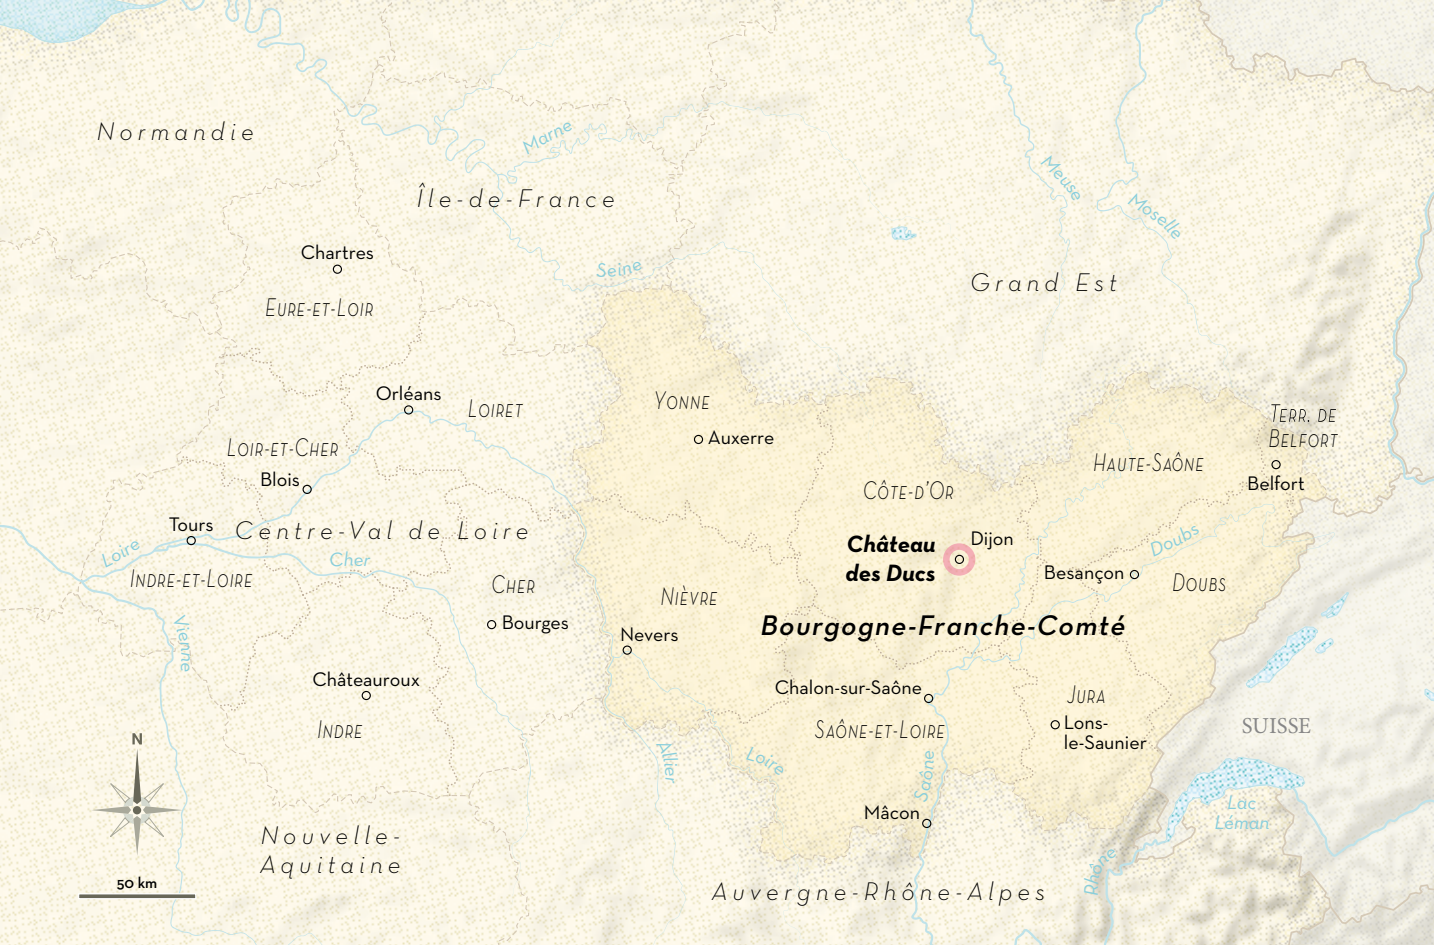 Normandie
Marne
Île-de-France
Meuse
Moselle
Chartres
Seine
Grand Est
Eure-et-Loir
Orléans
Loiret
Yonne
Terr. de
Belfort
Auxerre
Loir-et-Cher
Haute-Saône
Blois
Belfort
Côte-d'Or
Tours
Centre-Val de Loire
Château
des Ducs
Dijon
Doubs
Loire
Cher
Indre-et-Loire
Cher
Besançon
Doubs
Nièvre
Bourges
Vienne
Nevers
Bourgogne-Franche-Comté
Châteauroux
Chalon-sur-Saône
Jura
Indre
Saône-et-Loire
Lons-
le-Saunier
SUISSE
N
Allier
Loire
Saône
Lac
Léman
Mâcon
Nouvelle-
Aquitaine
Rhône
50 km
Auvergne-Rhône-Alpes